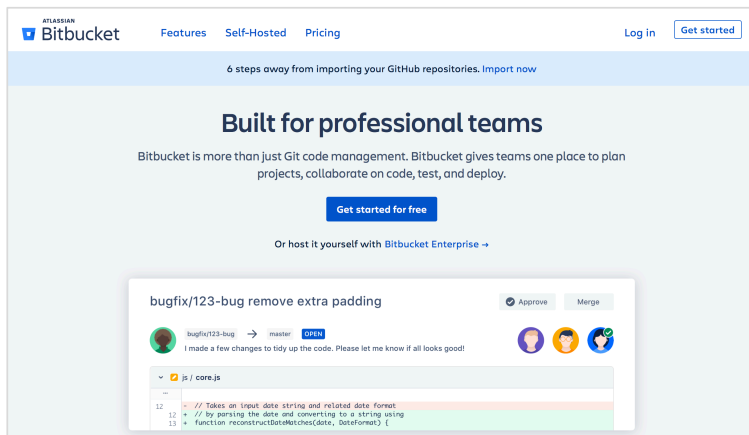 ATLASSIAN
Bitbucket
Features Self-Hosted Pricing
Log in Get started
6 steps away from importing your GitHub repositories. Import now
Built for professional teams
Bitbucket is more than just Git code management. Bitbucket gives teams one place to plan
projects, collaborate on code, test, and deploy.
Get started for free
Or host it yourself with Bitbucket Enterprise →
bugfix/123-bug remove extra padding
Approve Merge
bugfix/123-bug → master OPEN
I made a few changes to tidy up the code. Please let me know if all looks good!
js / core.js
...
12 - // Takes an input date string and related date format
12 + // by parsing the date and converting to a string using
13 + function reconstructDateMatches(date, DateFormat) {